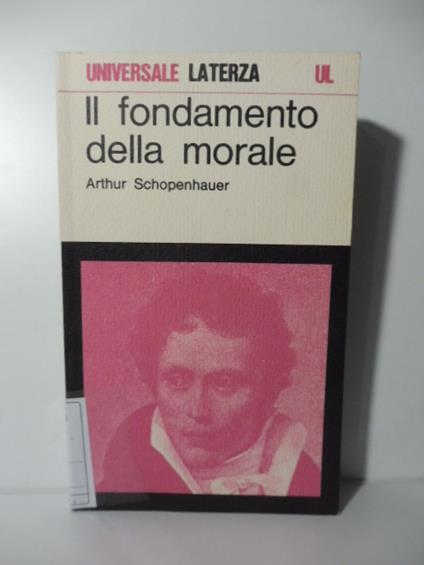 UNIVERSALE LATERZA UL
Il fondamento
della morale
Arthur Schopenhauer